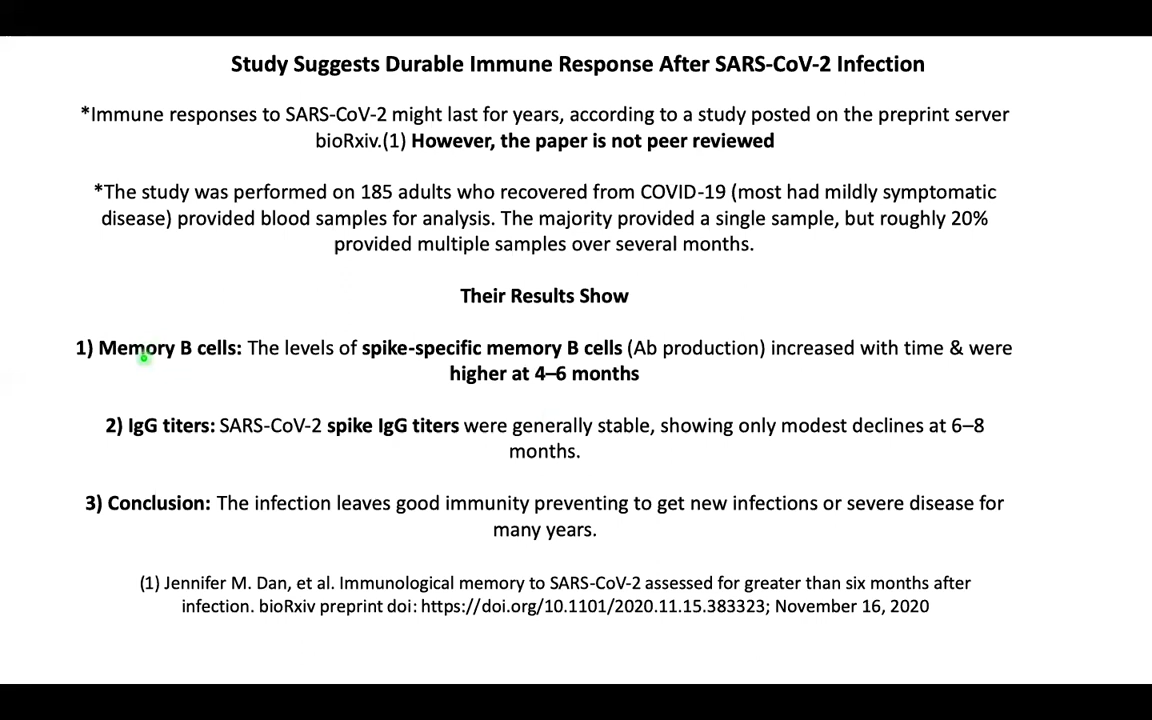 Study Suggests Durable Immune Response After SARS-CoV-2 Infection
*Immune responses to SARS-CoV-2 might last for years, according to a study posted on the preprint server
bioRxiv.(1) However, the paper is not peer reviewed
*The study was performed on 185 adults who recovered from COVID-19 (most had mildly symptomatic
disease) provided blood samples for analysis. The majority provided a single sample, but roughly 20%
provided multiple samples over several months.
Their Results Show
1) Memory B cells: The levels of spike-specific memory B cells (Ab production) increased with time & were
higher at 4–6 months
2) IgG titers: SARS-CoV-2 spike IgG titers were generally stable, showing only modest declines at 6–8
months.
3) Conclusion: The infection leaves good immunity preventing to get new infections or severe disease for
many years.
(1) Jennifer M. Dan, et al. Immunological memory to SARS-CoV-2 assessed for greater than six months after
infection. bioRxiv preprint doi: https://doi.org/10.1101/2020.11.15.383323; November 16, 2020